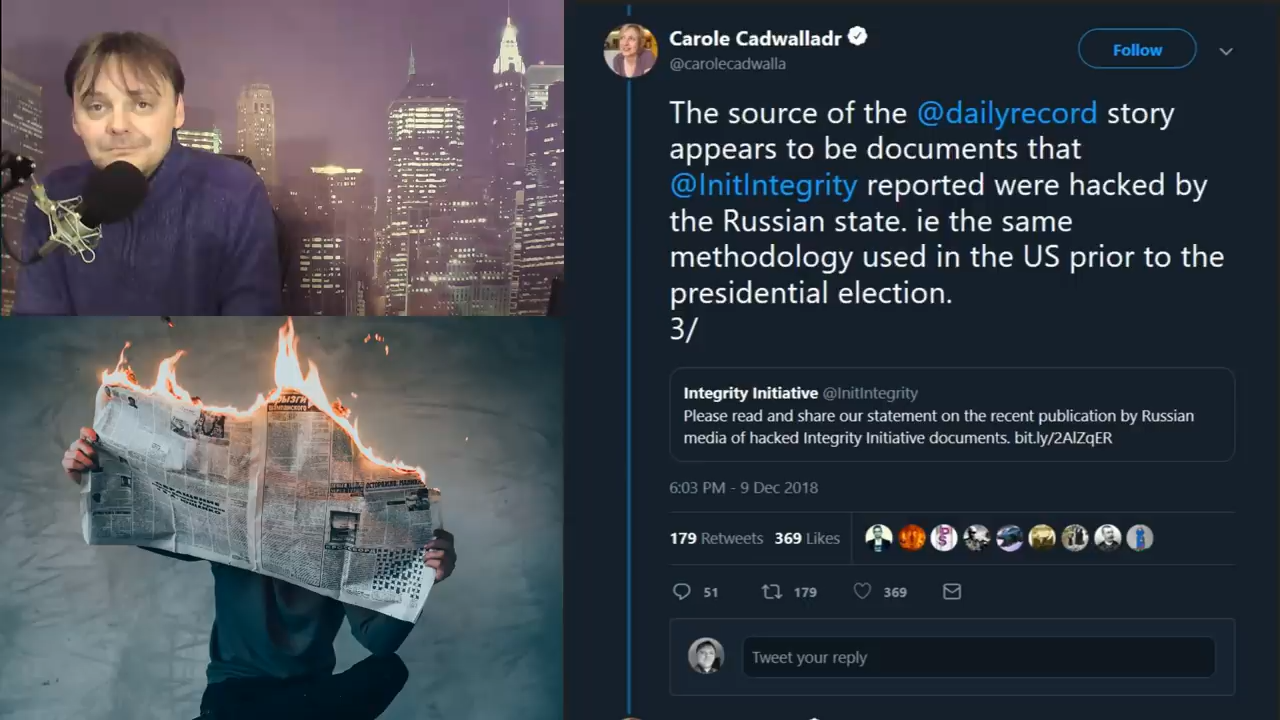 Carole Cadwalladr
@carolecadwalla
Follow
The source of the @dailyrecord story
appears to be documents that
@InitIntegrity reported were hacked by
the Russian state. ie the same
methodology used in the US prior to the
presidential election.
3/
Integrity Initiative @InitIntegrity
Please read and share our statement on the recent publication by Russian
media of hacked Integrity Initiative documents. bit.ly/2AlZqER
6:03 PM - 9 Dec 2018
179 Retweets 369 Likes
51 179 369
Tweet your reply